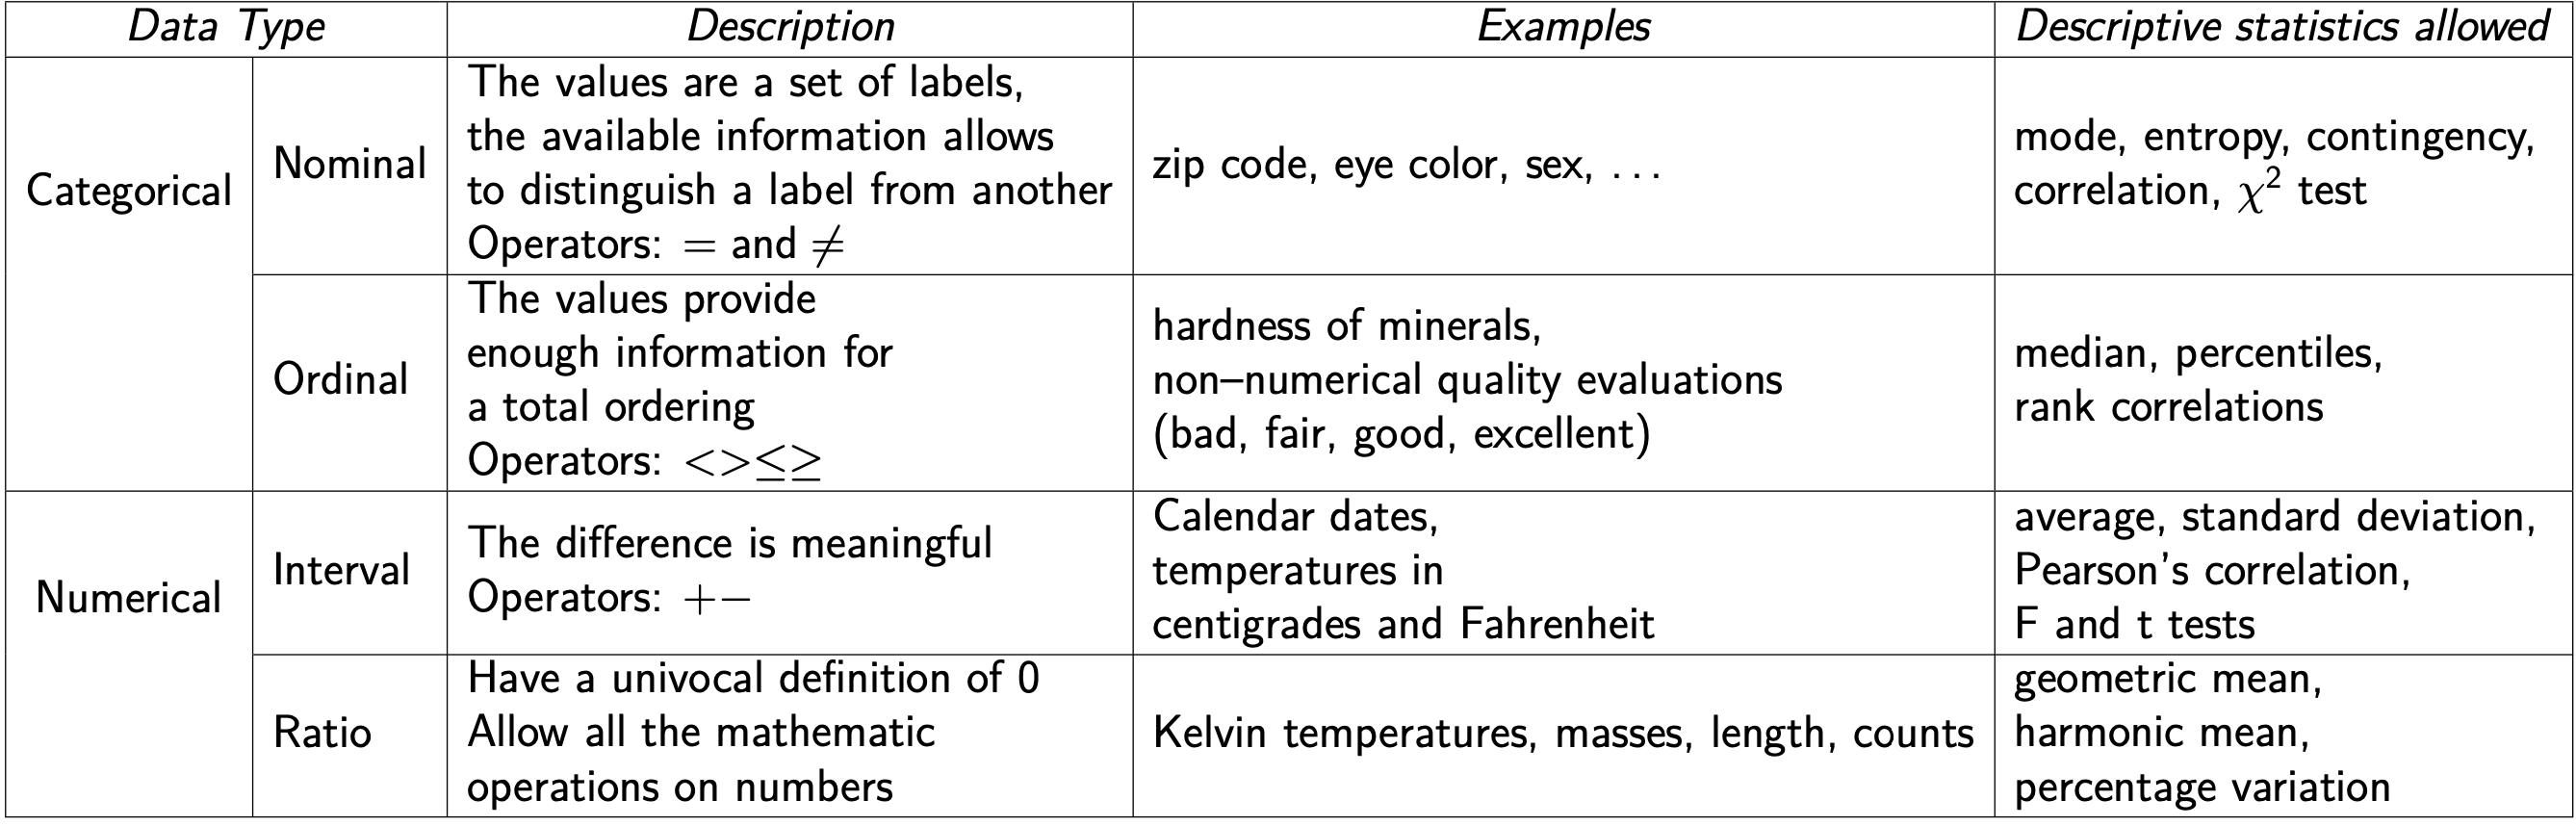 Data Type Description Examples Descriptive statistics allowed
Categorical
Nominal
The values are a set of labels,
the available information allows
to distinguish a label from another
Operators: = and ≠
zip code, eye color, sex, ...
mode, entropy, contingency,
correlation, χ² test
Ordinal
The values provide
enough information for
a total ordering
Operators: <>≤≥
hardness of minerals,
non–numerical quality evaluations
(bad, fair, good, excellent)
median, percentiles,
rank correlations
Numerical
Interval
The difference is meaningful
Operators: +−
Calendar dates,
temperatures in
centigrades and Fahrenheit
average, standard deviation,
Pearson's correlation,
F and t tests
Ratio
Have a univocal definition of 0
Allow all the mathematic
operations on numbers
Kelvin temperatures, masses, length, counts
geometric mean,
harmonic mean,
percentage variation